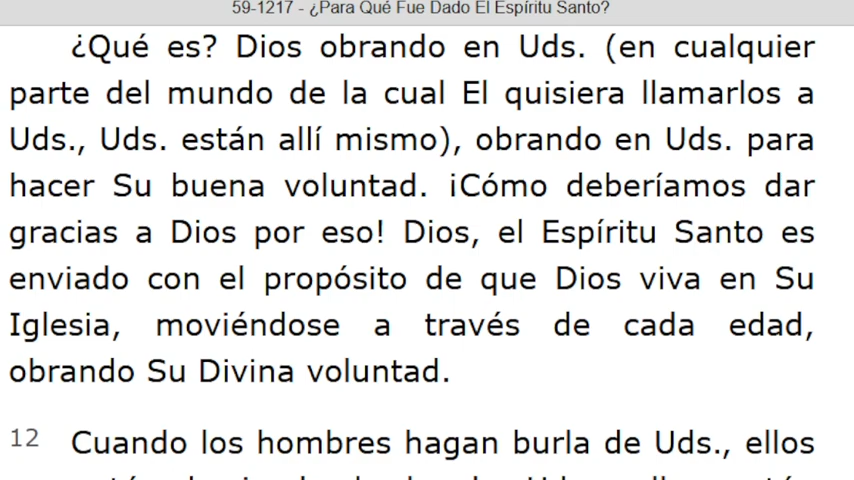 59-1217 - ¿Para Qué Fue Dado El Espíritu Santo?
¿Qué es? Dios obrando en Uds. (en cualquier
parte del mundo de la cual El quisiera llamarlos a
Uds., Uds. están allí mismo), obrando en Uds. para
hacer Su buena voluntad. ¡Cómo deberíamos dar
gracias a Dios por eso! Dios, el Espíritu Santo es
enviado con el propósito de que Dios viva en Su
Iglesia, moviéndose a través de cada edad,
obrando Su Divina voluntad.
12 Cuando los hombres hagan burla de Uds., ellos